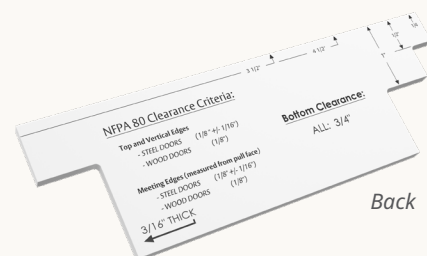 3 1/2"
4 1/2"
1"
1/2"
1/4
NFPA 80 Clearance Criteria:
Top and Vertical Edges
- STEEL DOORS (1/8" +/- 1/16")
- WOOD DOORS (1/8")
Meeting Edges (measured from pull face)
- STEEL DOORS (1/8" +/- 1/16")
- WOOD DOORS (1/8")
3/16" THICK
Bottom Clearance:
ALL: 3/4"
Back